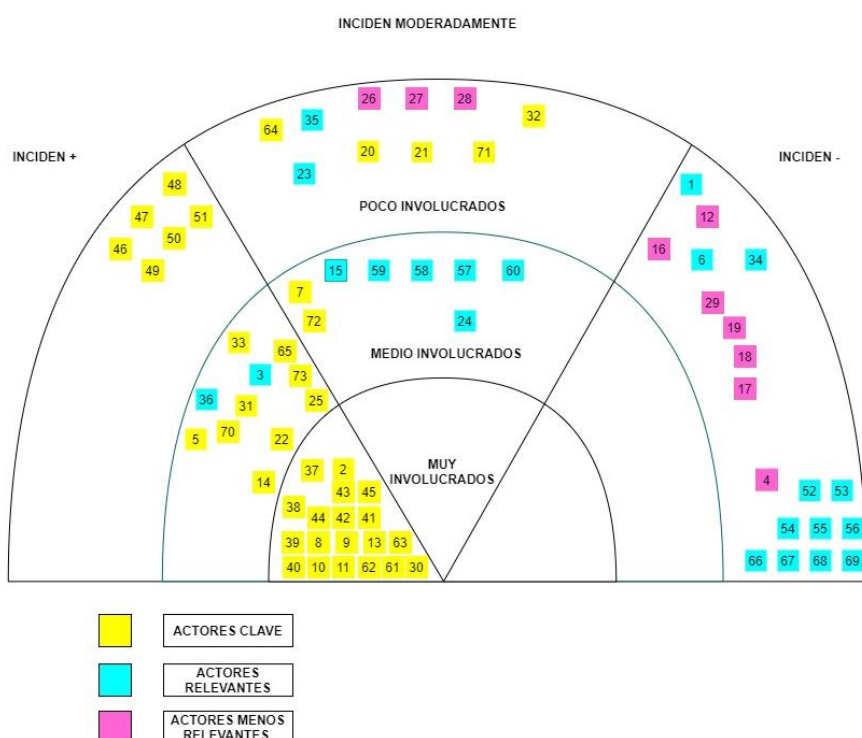 INCIDEN MODERADAMENTE
26 27 28
35 32
64
20 21 71
INCIDEN + INCIDEN -
23
48 1
POCO INVOLUCRADOS
47 51 12
50
46 16
49 15 59 58 57 60 6 34
7
29
72 24 19
33
65 MEDIO INVOLUCRADOS 18
3 73
36 25 17
31
70
5 22
MUY
INVOLUCRADOS
37 2
14 4
43 45 52 53
38
44 42 41
54 55 56
39 8 9 13 63
40 10 11 62 61 30 66 67 68 69
ACTORES CLAVE
ACTORES
RELEVANTES
ACTORES MENOS
RELEVANTES